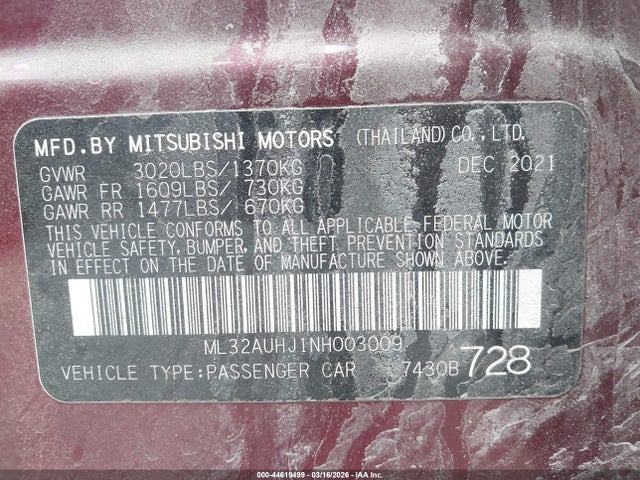 MFD.BY MITSUBISHI MOTORS (THAILAND)CO.,LTD.
GVWR 3020LBS/1370KG DEC 2021
GAWR FR 1609LBS/ 730KG
GAWR RR 1477LBS/ 670KG
THIS VEHICLE CONFORMS TO ALL APPLICABLE FEDERAL MOTOR
VEHICLE SAFETY, BUMPER, AND THEFT PREVENTION STANDARDS
IN EFFECT ON THE DATE OF MANUFACTURE SHOWN ABOVE.
ML32AUHJ1NH003009
VEHICLE TYPE:PASSENGER CAR 7430B 728
000-44619499 - 03/16/2026 - IAA Inc.